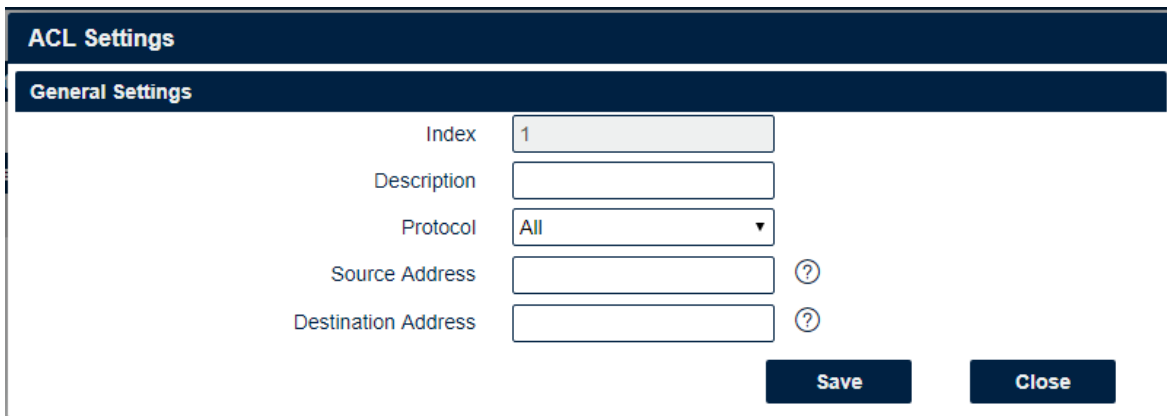 ACL Settings
General Settings
Index 1
Description
Protocol All
Source Address ?
Destination Address ?
Save Close